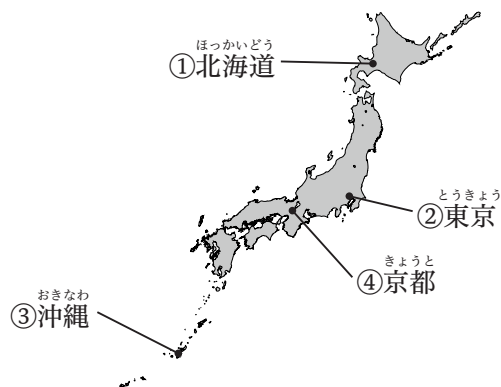 ほっかいどう
①北海道
とうきょう
②東京
きょうと
④京都
おきなわ
③沖縄